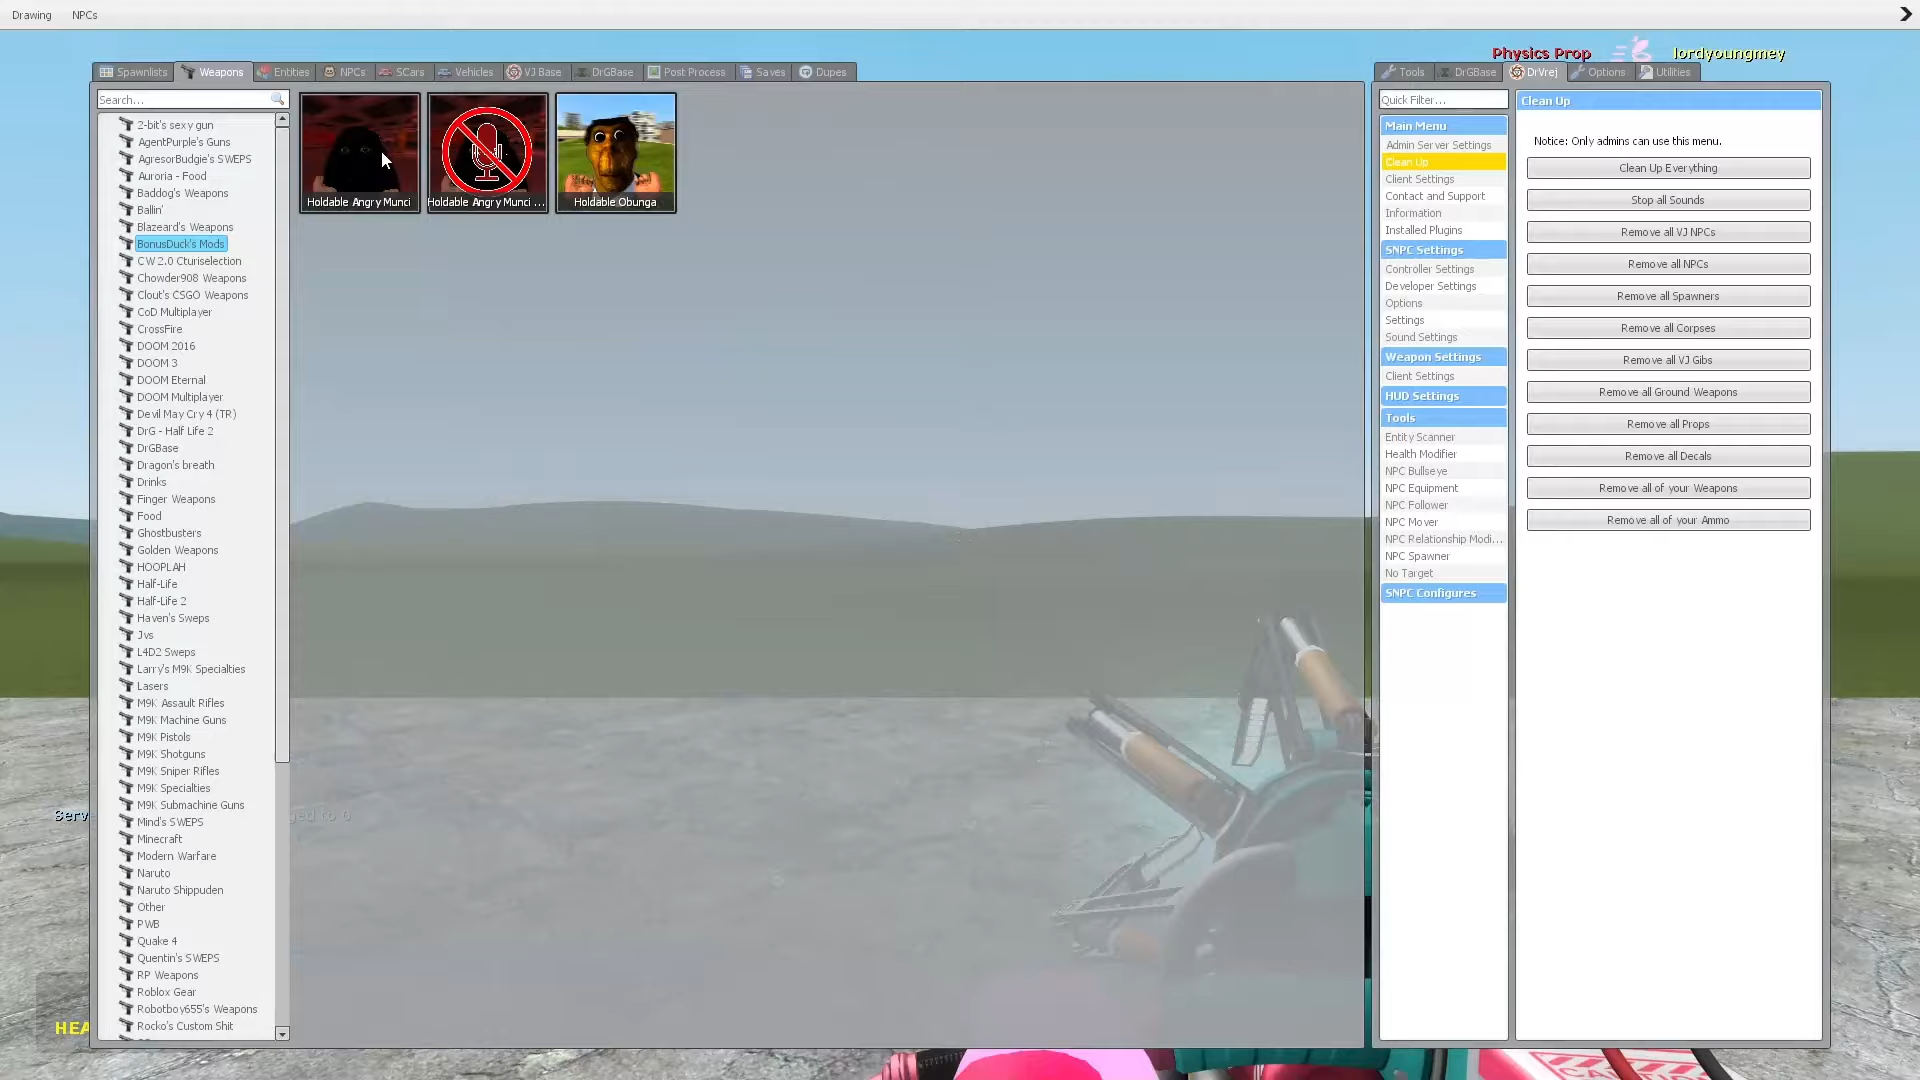 Drawing NPCs
Physics Prop lordyoungmey
Spawnlists Weapons Entities NPCs SCars Vehicles VJ Base DrGBase Post Process Saves Dupes
Tools DrGBase DrVrej Options Utilities
Search...
2-bit's sexy gun
AgentPurple's Guns
AgresorBudgie's SWEPS
Auroria - Food
Baddog's Weapons
Ballin'
Blazeard's Weapons
BonusDuck's Mods
CW 2.0 Cturiselection
Chowder908 Weapons
Clout's CSGO Weapons
CoD Multiplayer
CrossFire
DOOM 2016
DOOM 3
DOOM Eternal
DOOM Multiplayer
Devil May Cry 4 (TR)
DrG - Half Life 2
DrGBase
Dragon's breath
Drinks
Finger Weapons
Food
Ghostbusters
Golden Weapons
HOOPLAH
Half-Life
Half-Life 2
Haven's Sweps
Jvs
L4D2 Sweps
Larry's M9K Specialties
Lasers
M9K Assault Rifles
M9K Machine Guns
M9K Pistols
M9K Shotguns
M9K Sniper Rifles
M9K Specialties
M9K Submachine Guns
Mind's SWEPS
Minecraft
Modern Warfare
Naruto
Naruto Shippuden
Other
PWB
Quake 4
Quentin's SWEPS
RP Weapons
Roblox Gear
Robotboy655's Weapons
Rocko's Custom Shit
Holdable Angry Munci
Holdable Angry Munci ...
Holdable Obunga
Serv
ged to 0
HEA
Quick Filter...
Main Menu
Admin Server Settings
Clean Up
Client Settings
Contact and Support
Information
Installed Plugins
SNPC Settings
Controller Settings
Developer Settings
Options
Settings
Sound Settings
Weapon Settings
Client Settings
HUD Settings
Tools
Entity Scanner
Health Modifier
NPC Bullseye
NPC Equipment
NPC Follower
NPC Mover
NPC Relationship Modi...
NPC Spawner
No Target
SNPC Configures
Clean Up
Notice: Only admins can use this menu.
Clean Up Everything
Stop all Sounds
Remove all VJ NPCs
Remove all NPCs
Remove all Spawners
Remove all Corpses
Remove all VJ Gibs
Remove all Ground Weapons
Remove all Props
Remove all Decals
Remove all of your Weapons
Remove all of your Ammo